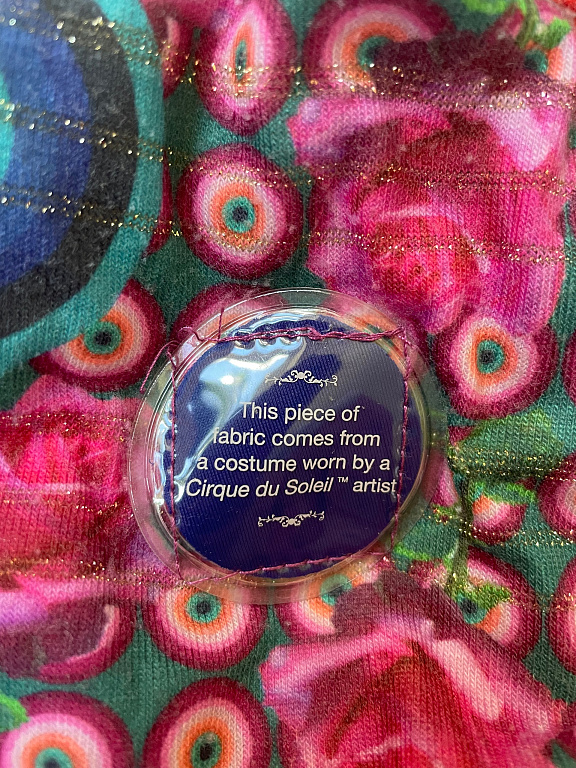 This piece of
fabric comes from
a costume worn by a
Cirque du Soleil™ artist